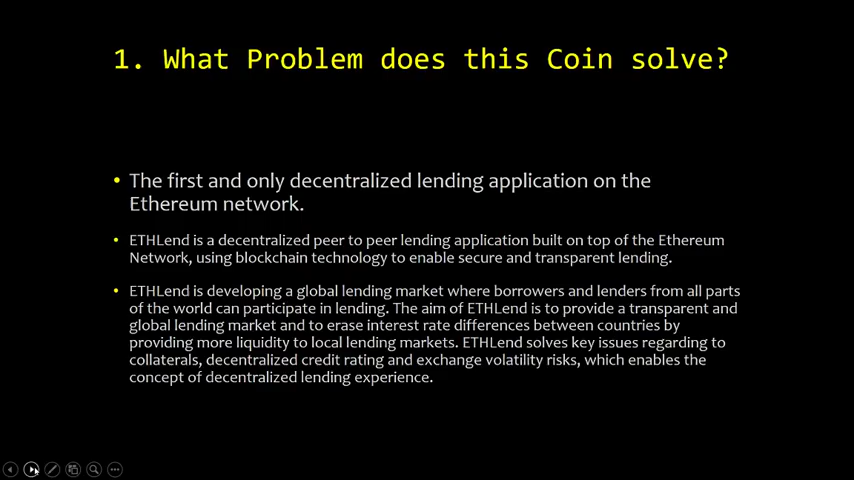 1. What Problem does this Coin solve?
• The first and only decentralized lending application on the
Ethereum network.
• ETHLend is a decentralized peer to peer lending application built on top of the Ethereum
Network, using blockchain technology to enable secure and transparent lending.
• ETHLend is developing a global lending market where borrowers and lenders from all parts
of the world can participate in lending. The aim of ETHLend is to provide a transparent and
global lending market and to erase interest rate differences between countries by
providing more liquidity to local lending markets. ETHLend solves key issues regarding to
collaterals, decentralized credit rating and exchange volatility risks, which enables the
concept of decentralized lending experience.